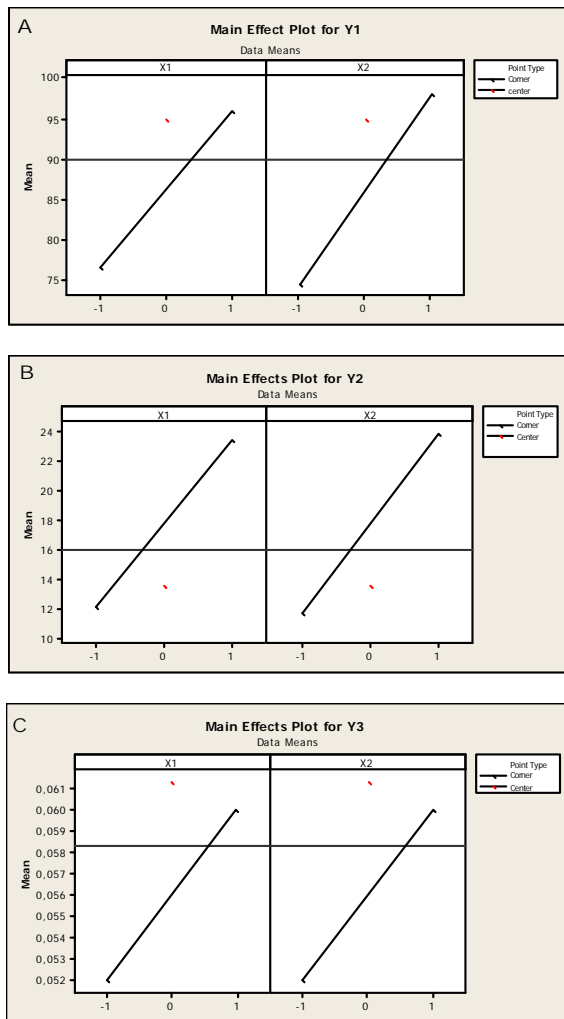 A
Main Effect Plot for Y1
Data Means
X1 X2
Point Type
Corner
center
Mean
100
95
90
85
80
75
-1 0 1 -1 0 1
B
Main Effects Plot for Y2
Data Means
X1 X2
Point Type
Corner
Center
Mean
24
22
20
18
16
14
12
10
-1 0 1 -1 0 1
C
Main Effects Plot for Y3
Data Means
X1 X2
Point Type
Corner
Center
Mean
0,061
0,060
0,059
0,058
0,057
0,056
0,055
0,054
0,053
0,052
-1 0 1 -1 0 1